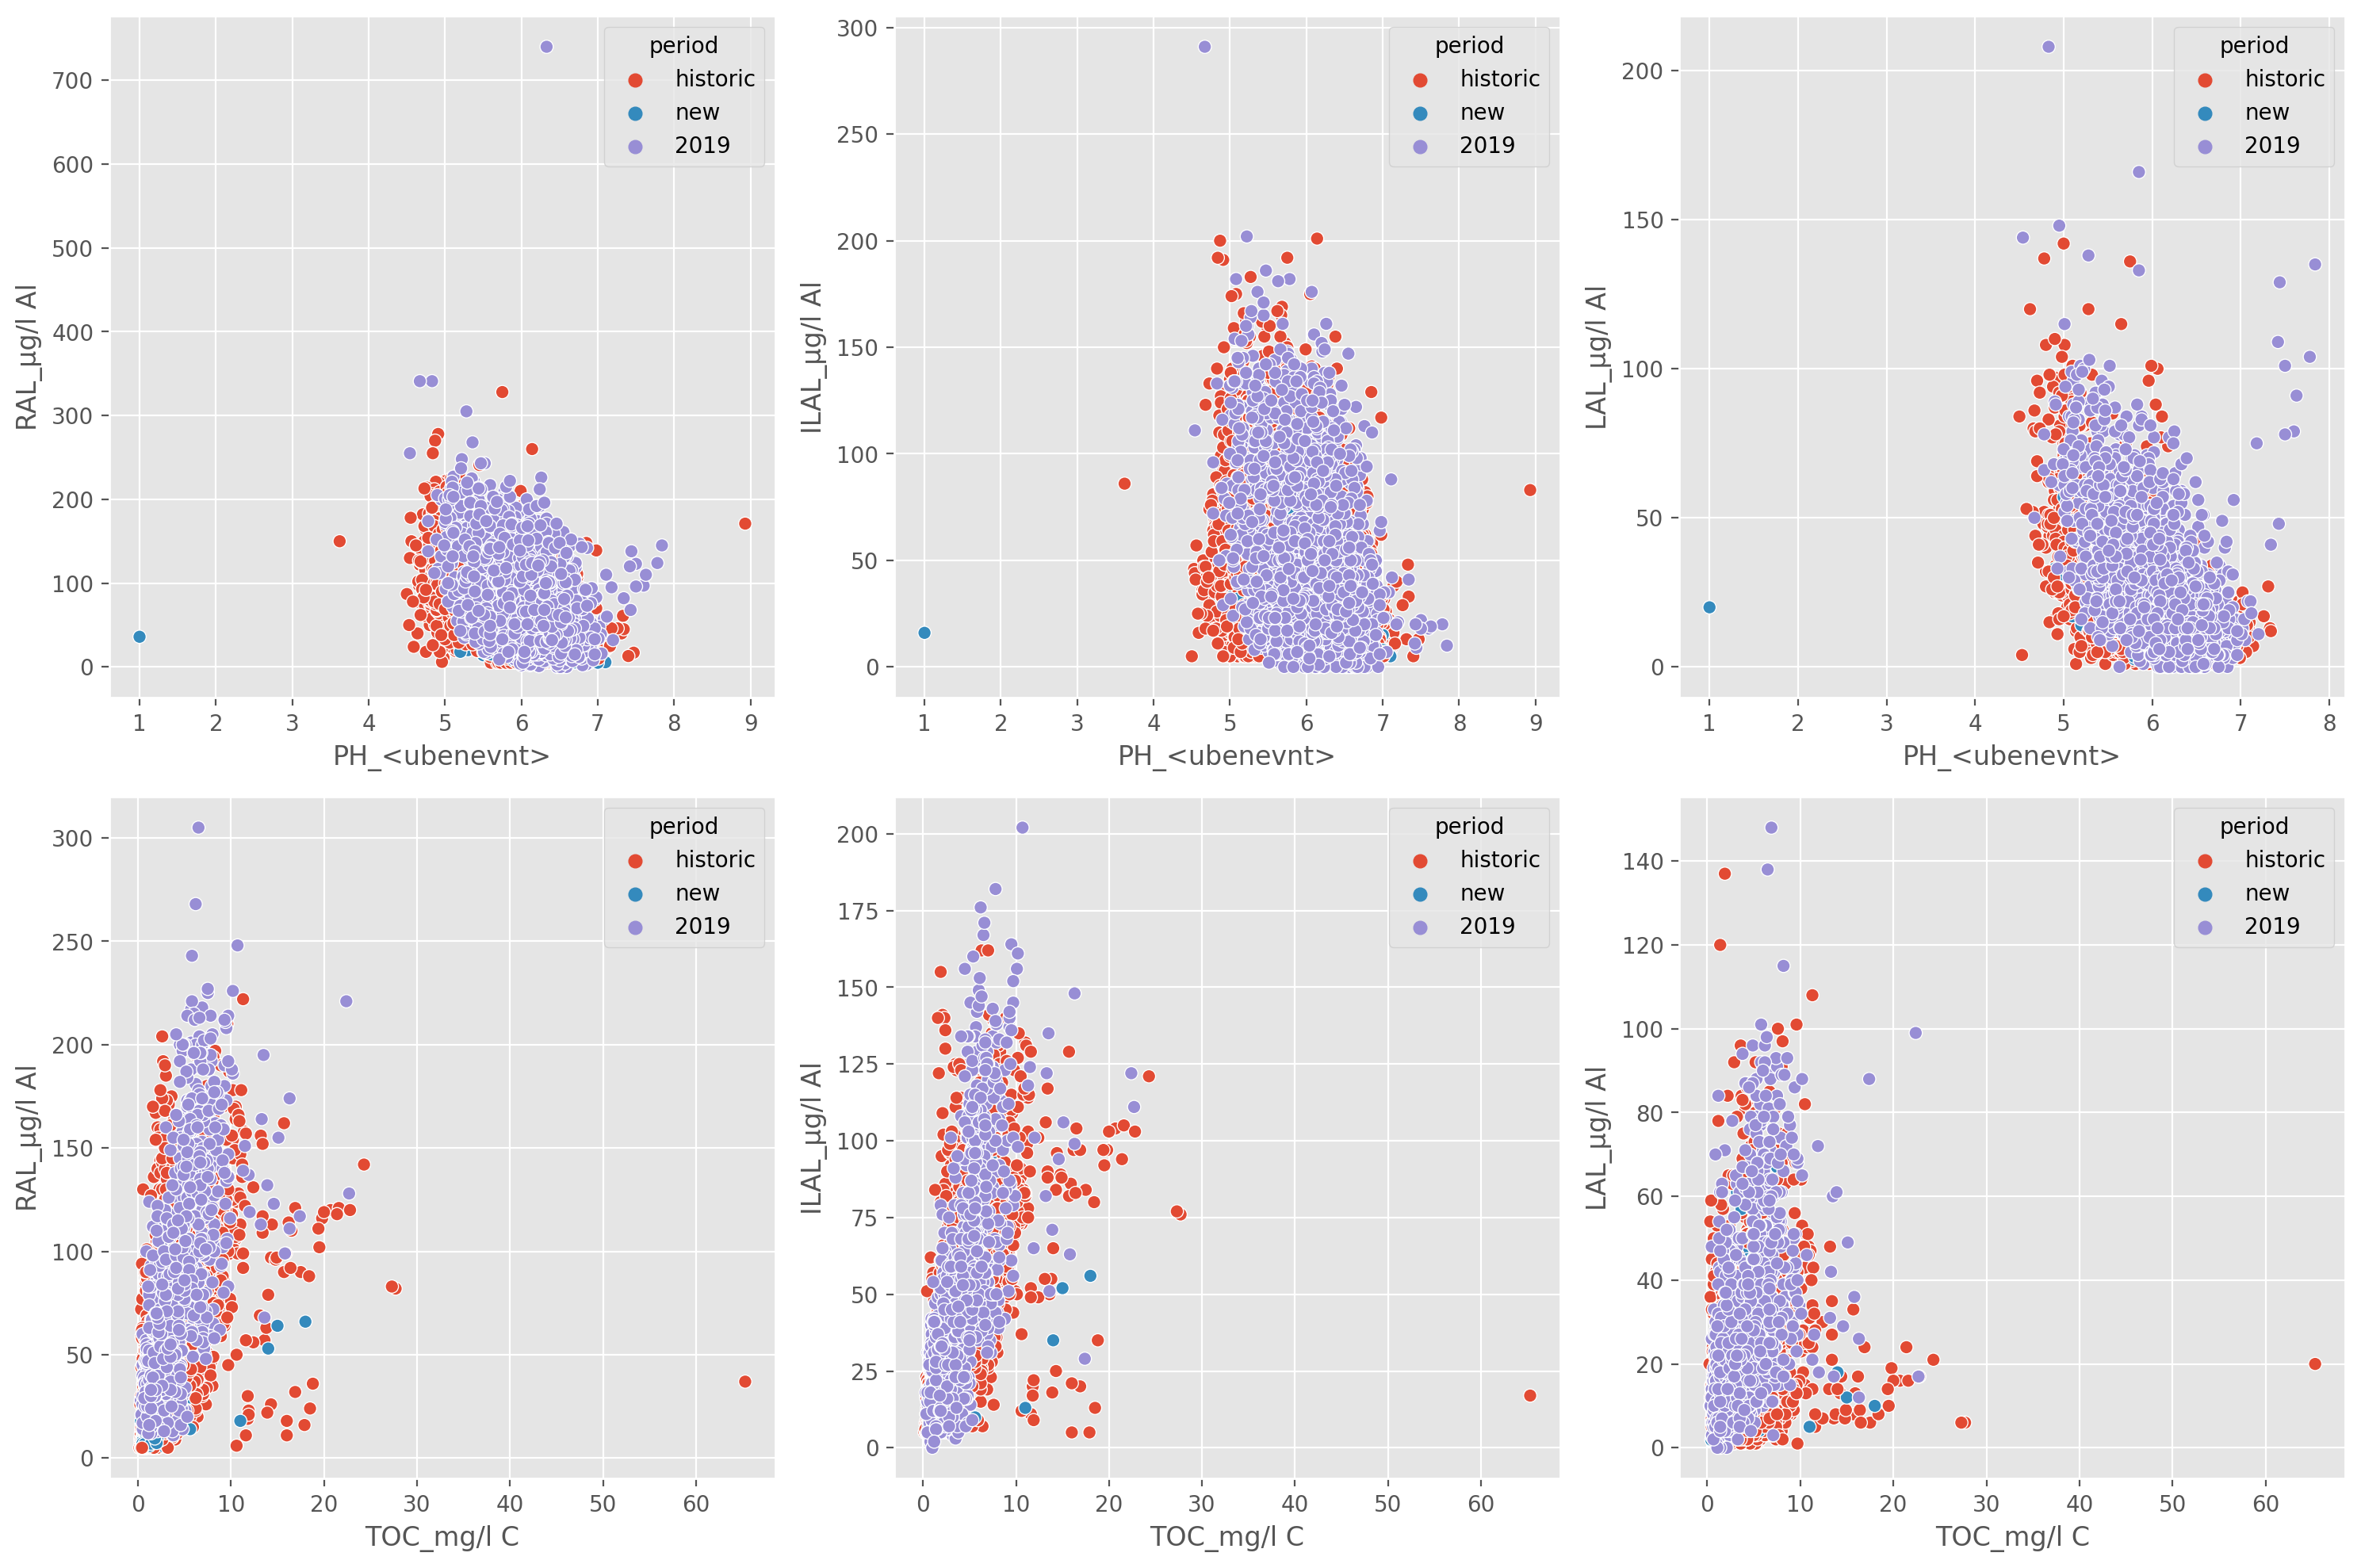 RAL_µg/l Al
700
600
500
400
300
200
100
0
1 2 3 4 5 6 7 8 9
PH_<ubenevnt>
period
historic
new
2019
ILAL_µg/l Al
300
250
200
150
100
50
0
1 2 3 4 5 6 7 8 9
PH_<ubenevnt>
period
historic
new
2019
LAL_µg/l Al
200
150
100
50
0
1 2 3 4 5 6 7 8
PH_<ubenevnt>
period
historic
new
2019
RAL_µg/l Al
300
250
200
150
100
50
0
0 10 20 30 40 50 60
TOC_mg/l C
period
historic
new
2019
ILAL_µg/l Al
200
175
150
125
100
75
50
25
0
0 10 20 30 40 50 60
TOC_mg/l C
period
historic
new
2019
LAL_µg/l Al
140
120
100
80
60
40
20
0
0 10 20 30 40 50 60
TOC_mg/l C
period
historic
new
2019